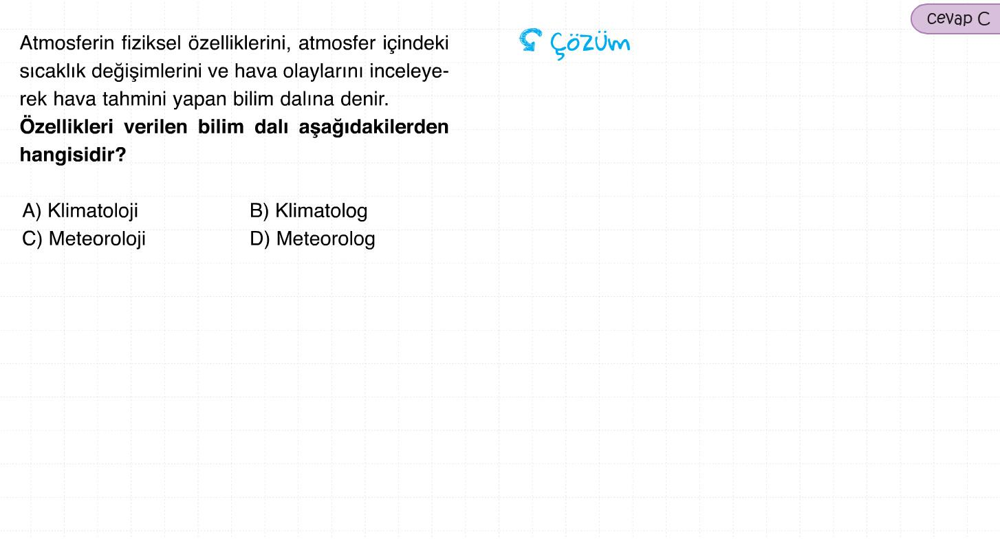 cevap C
Atmosferin fiziksel özelliklerini, atmosfer içindeki
sıcaklık değişimlerini ve hava olaylarını inceleye-
rek hava tahmini yapan bilim dalına denir.
Özellikleri verilen bilim dalı aşağıdakilerden
hangisidir?
A) Klimatoloji B) Klimatolog
C) Meteoroloji D) Meteorolog
Çözüm